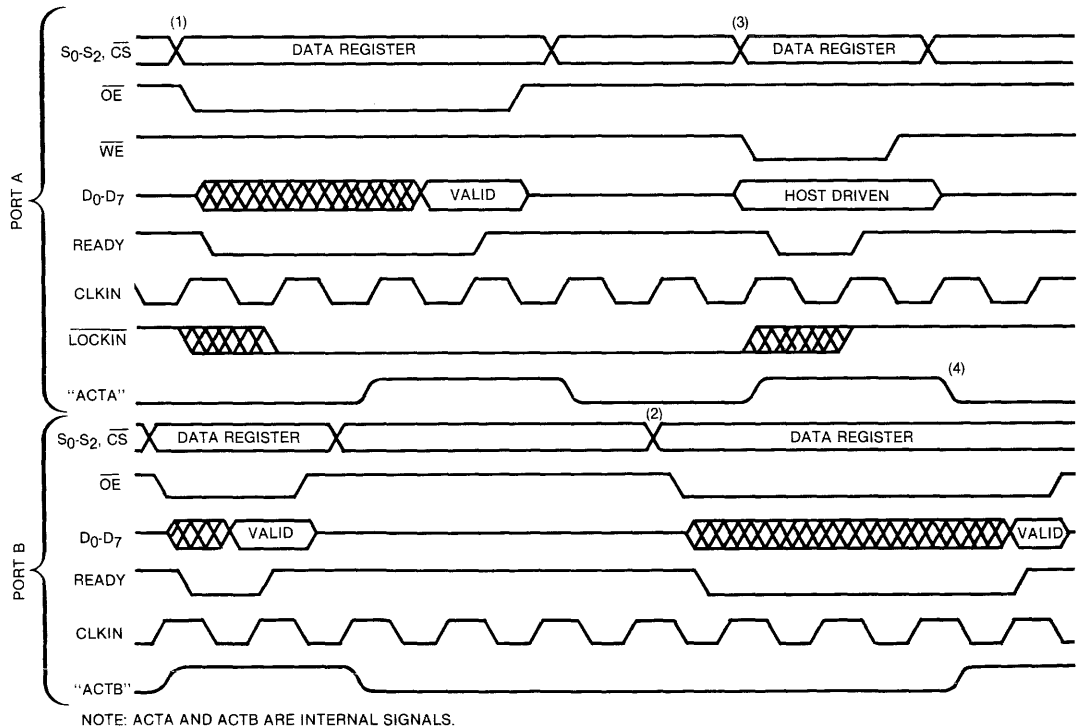 PORT A
(1) (3)
S0-S2, CS DATA REGISTER DATA REGISTER
OE
WE
D0-D7 VALID HOST DRIVEN
READY
CLKIN
LOCKIN
"ACTA" (4)
PORT B
(2)
S0-S2, CS DATA REGISTER DATA REGISTER
OE
D0-D7 VALID VALID
READY
CLKIN
"ACTB"
NOTE: ACTA AND ACTB ARE INTERNAL SIGNALS.